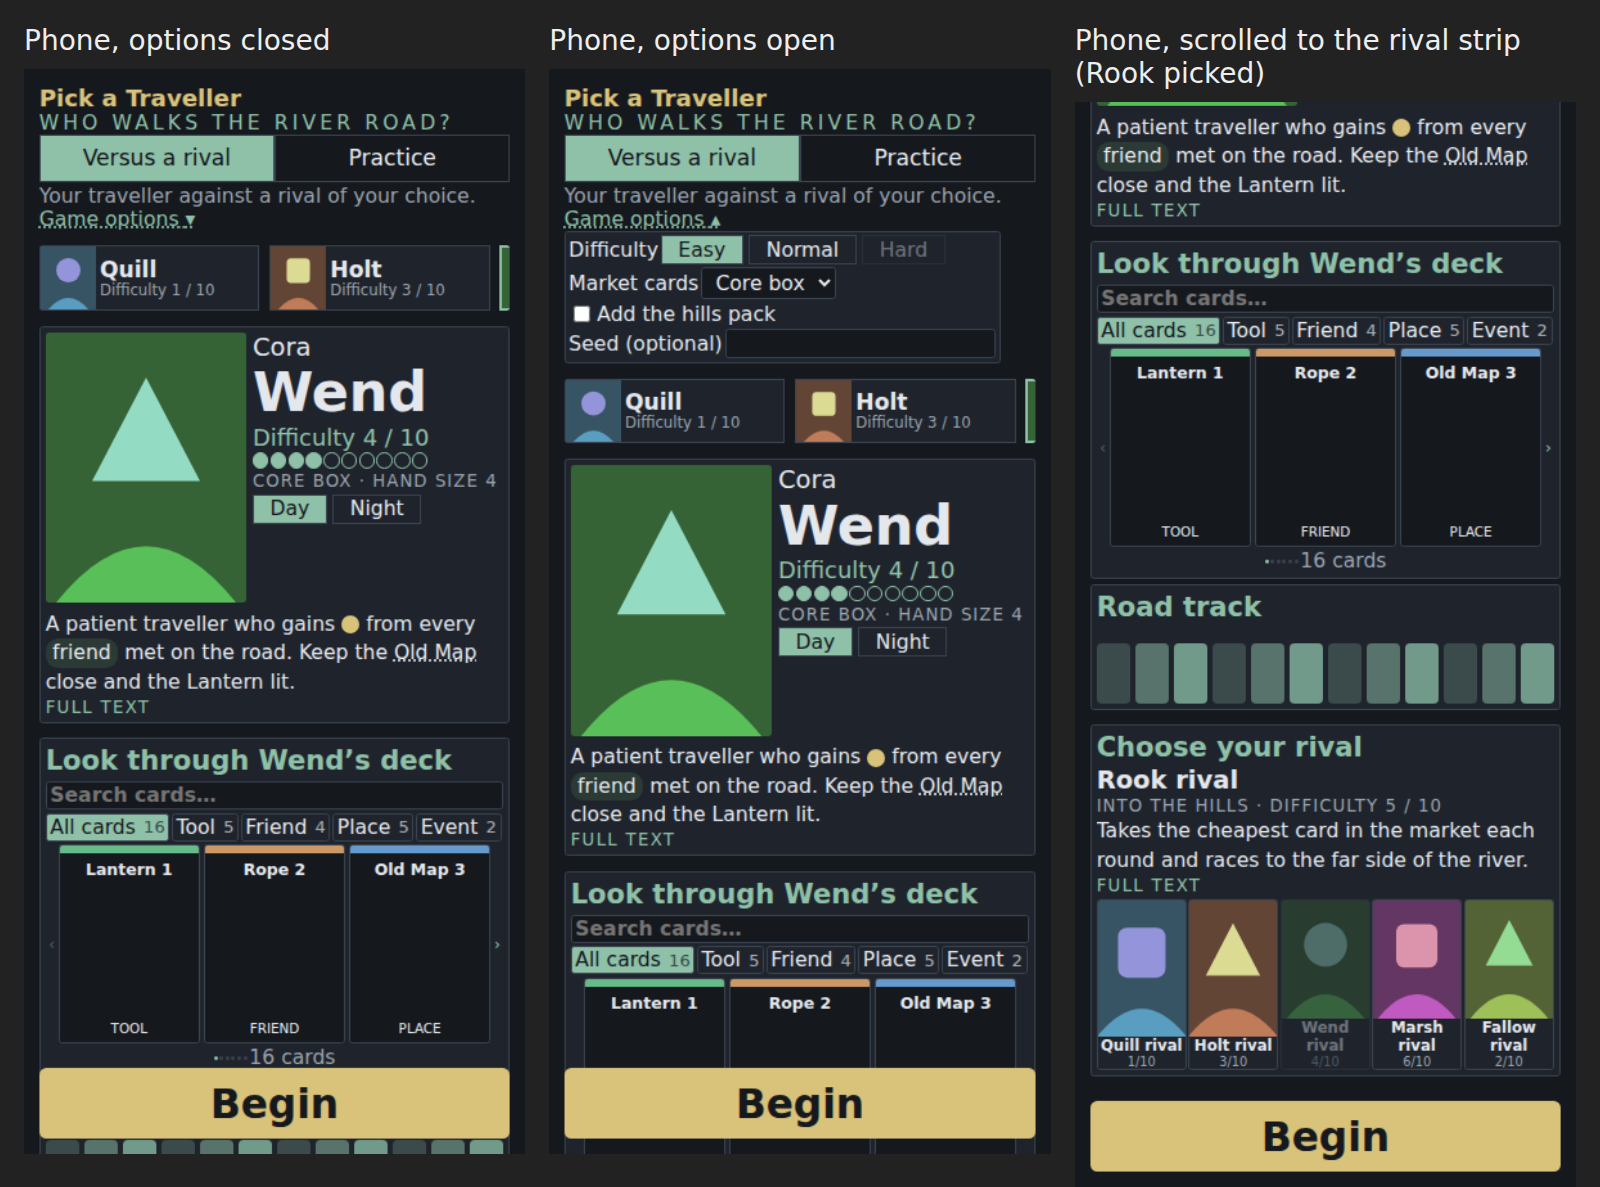 Phone, options closed
Pick a Traveller
WHO WALKS THE RIVER ROAD?
Versus a rival
Practice
Your traveller against a rival of your choice.
Game options ▾
Quill
Difficulty 1 / 10
Holt
Difficulty 3 / 10
Cora
Wend
Difficulty 4 / 10
CORE BOX · HAND SIZE 4
Day
Night
A patient traveller who gains from every
friend met on the road. Keep the Old Map
close and the Lantern lit.
FULL TEXT
Look through Wend’s deck
Search cards…
All cards 16 Tool 5 Friend 4 Place 5 Event 2
Lantern 1
Rope 2
Old Map 3
‹ ›
TOOL
FRIEND
PLACE
16 cards
Begin
Phone, options open
Pick a Traveller
WHO WALKS THE RIVER ROAD?
Versus a rival
Practice
Your traveller against a rival of your choice.
Game options ▴
Difficulty Easy Normal Hard
Market cards Core box
Add the hills pack
Seed (optional)
Quill
Difficulty 1 / 10
Holt
Difficulty 3 / 10
Cora
Wend
Difficulty 4 / 10
CORE BOX · HAND SIZE 4
Day
Night
A patient traveller who gains from every
friend met on the road. Keep the Old Map
close and the Lantern lit.
FULL TEXT
Look through Wend’s deck
Search cards…
All cards 16 Tool 5 Friend 4 Place 5 Event 2
Lantern 1
Rope 2
Old Map 3
Begin
Phone, scrolled to the rival strip
(Rook picked)
A patient traveller who gains from every
friend met on the road. Keep the Old Map
close and the Lantern lit.
FULL TEXT
Look through Wend’s deck
Search cards…
All cards 16 Tool 5 Friend 4 Place 5 Event 2
Lantern 1
Rope 2
Old Map 3
‹ ›
TOOL
FRIEND
PLACE
16 cards
Road track
Choose your rival
Rook rival
INTO THE HILLS · DIFFICULTY 5 / 10
Takes the cheapest card in the market each
round and races to the far side of the river.
FULL TEXT
Quill rival
1/10
Holt rival
3/10
Wend
rival
4/10
Marsh
rival
6/10
Fallow
rival
2/10
Begin